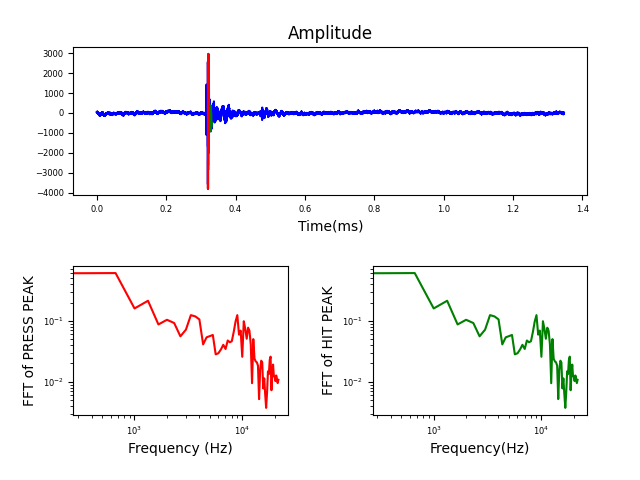 Amplitude
3000
2000
1000
0
−1000
−2000
−3000
−4000
0.0 0.2 0.4 0.6 0.8 1.0 1.2 1.4
Time(ms)
FFT of PRESS PEAK
10⁻¹
10⁻²
10³ 10⁴
Frequency (Hz)
FFT of HIT PEAK
10⁻¹
10⁻²
10³ 10⁴
Frequency(Hz)